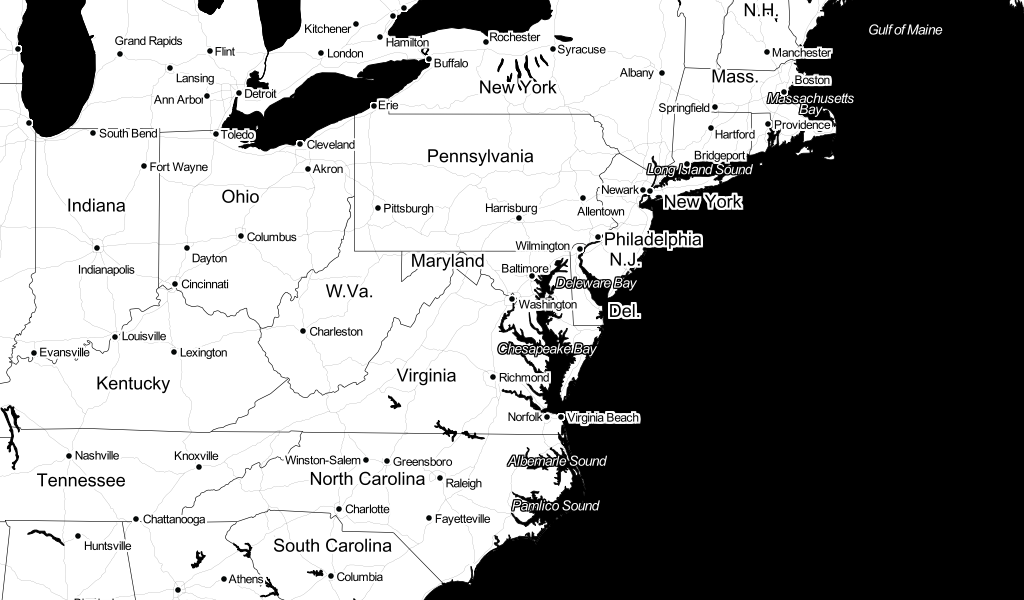 N.H.
Gulf of Maine
Kitchener
Grand Rapids
Hamilton
Rochester
Flint
London
Syracuse
Manchester
Buffalo
Lansing
Albany
Mass.
Boston
New York
Ann Arbor
Detroit
Massachusetts
Bay
Erie
Springfield
Providence
South Bend
Toledo
Hartford
Cleveland
Pennsylvania
Bridgeport
Fort Wayne
Akron
Long Island Sound
Ohio
Newark
New York
Indiana
Pittsburgh
Harrisburg
Allentown
Columbus
Philadelphia
Wilmington
Dayton
Maryland
N.J.
Indianapolis
Baltimore
Deleware Bay
Cincinnati
W.Va.
Washington
Del.
Charleston
Louisville
Evansville
Lexington
Chesapeake Bay
Kentucky
Virginia
Richmond
Norfolk
Virginia Beach
Nashville
Knoxville
Winston-Salem
Greensboro
Albemarle Sound
Tennessee
North Carolina
Raleigh
Pamlico Sound
Charlotte
Chattanooga
Fayetteville
Huntsville
South Carolina
Athens
Columbia